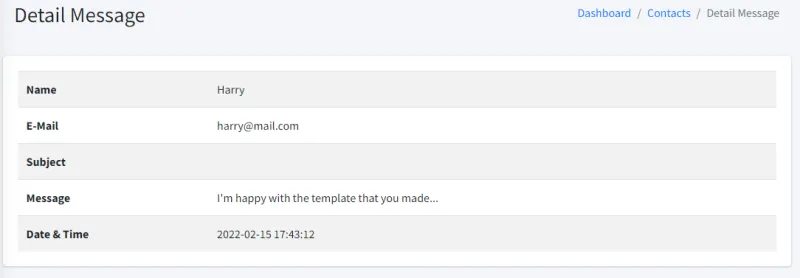 Detail Message
Dashboard / Contacts / Detail Message
Name Harry
E-Mail harry@mail.com
Subject
Message I'm happy with the template that you made...
Date & Time 2022-02-15 17:43:12